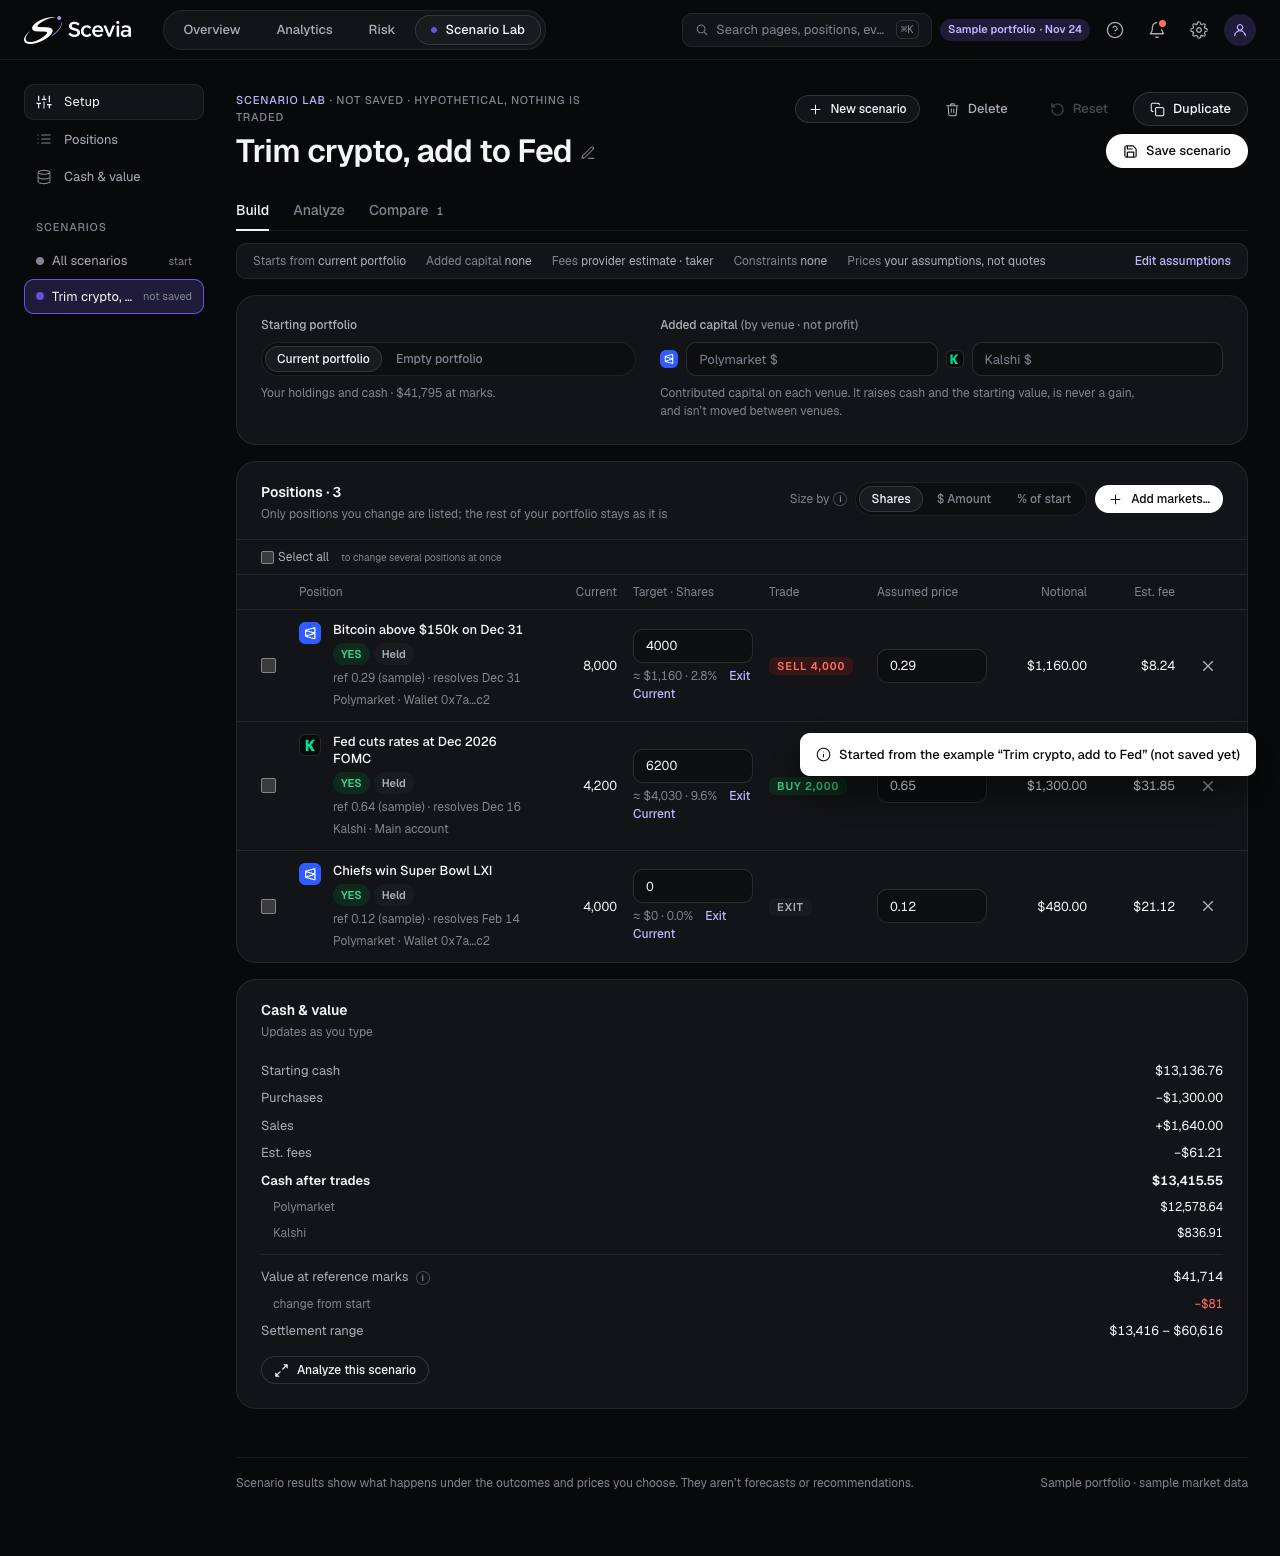 Scevia
Overview
Analytics
Risk
Scenario Lab
Search pages, positions, ev...
⌘K
Sample portfolio · Nov 24
Setup
Positions
Cash & value
SCENARIOS
All scenarios start
Trim crypto, ... not saved
SCENARIO LAB · NOT SAVED · HYPOTHETICAL, NOTHING IS
TRADED
Trim crypto, add to Fed
New scenario
Delete
Reset
Duplicate
Save scenario
Build
Analyze
Compare 1
Starts from current portfolio
Added capital none
Fees provider estimate · taker
Constraints none
Prices your assumptions, not quotes
Edit assumptions
Starting portfolio
Current portfolio
Empty portfolio
Your holdings and cash · $41,795 at marks.
Added capital (by venue · not profit)
Polymarket $
K
Kalshi $
Contributed capital on each venue. It raises cash and the starting value, is never a gain,
and isn't moved between venues.
Positions · 3
Only positions you change are listed; the rest of your portfolio stays as it is
Size by
Shares
$ Amount
% of start
Add markets...
Select all to change several positions at once
Position Current Target · Shares Trade Assumed price Notional Est. fee
Bitcoin above $150k on Dec 31
YES Held
ref 0.29 (sample) · resolves Dec 31
Polymarket · Wallet 0x7a...c2
8,000
4000
≈ $1,160 · 2.8% Exit
Current
SELL 4,000
0.29
$1,160.00
$8.24
K
Fed cuts rates at Dec 2026
FOMC
YES Held
ref 0.64 (sample) · resolves Dec 16
Kalshi · Main account
4,200
6200
≈ $4,030 · 9.6% Exit
Current
BUY 2,000
0.65
$1,300.00
$31.85
Started from the example “Trim crypto, add to Fed” (not saved yet)
Chiefs win Super Bowl LXI
YES Held
ref 0.12 (sample) · resolves Feb 14
Polymarket · Wallet 0x7a...c2
4,000
0
≈ $0 · 0.0% Exit
Current
EXIT
0.12
$480.00
$21.12
Cash & value
Updates as you type
Starting cash $13,136.76
Purchases −$1,300.00
Sales +$1,640.00
Est. fees −$61.21
Cash after trades $13,415.55
Polymarket $12,578.64
Kalshi $836.91
Value at reference marks $41,714
change from start −$81
Settlement range $13,416 – $60,616
Analyze this scenario
Scenario results show what happens under the outcomes and prices you choose. They aren't forecasts or recommendations.
Sample portfolio · sample market data